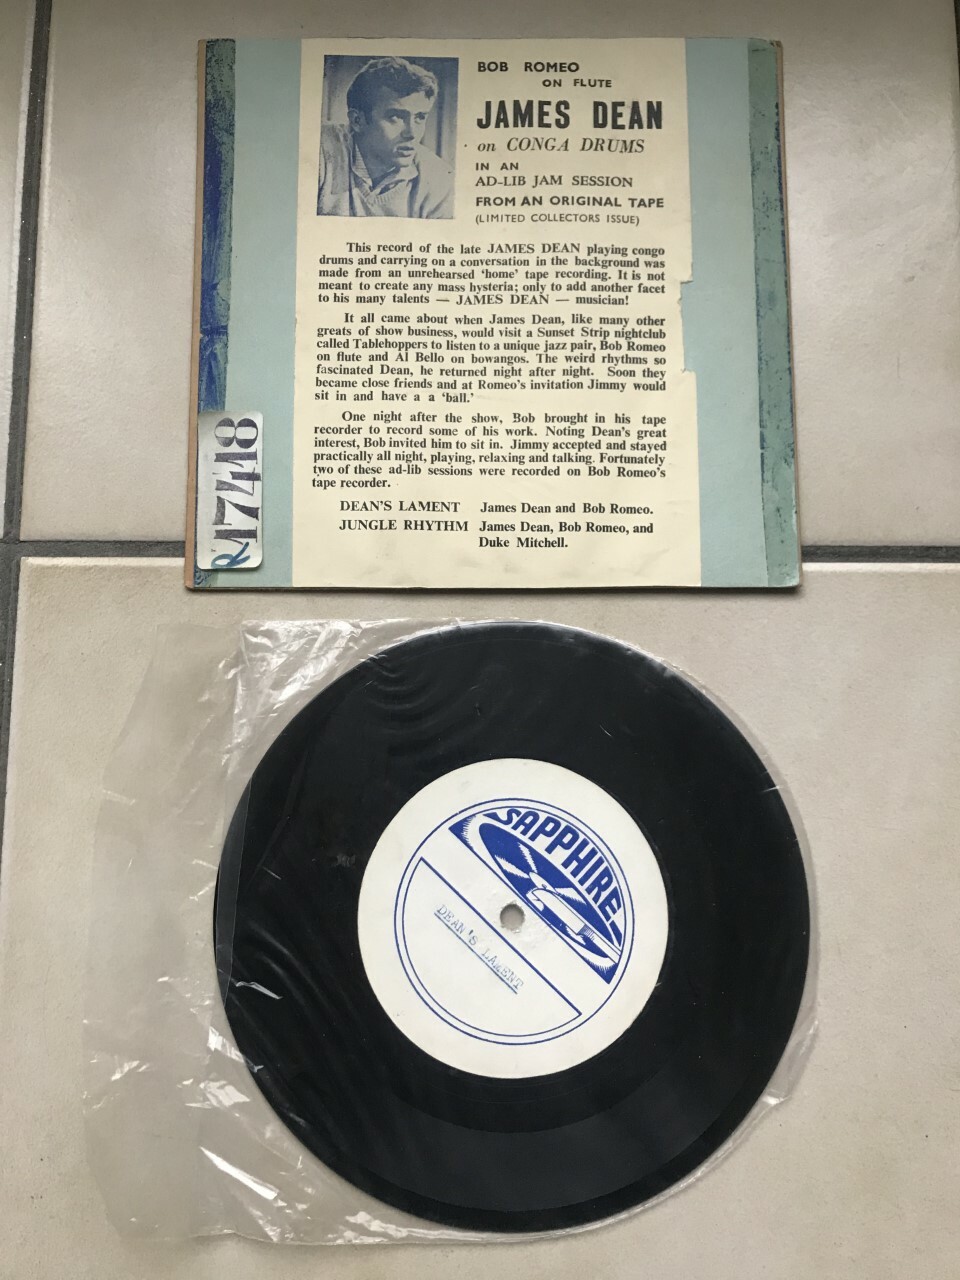 BOB ROMEO
ON FLUTE
JAMES DEAN
on CONGA DRUMS
IN AN
AD-LIB JAM SESSION
FROM AN ORIGINAL TAPE
(LIMITED COLLECTORS ISSUE)
This record of the late JAMES DEAN playing congo
drums and carrying on a conversation in the background was
made from an unrehearsed 'home' tape recording. It is not
meant to create any mass hysteria; only to add another facet
to his many talents — JAMES DEAN — musician!
It all came about when James Dean, like many other
greats of show business, would visit a Sunset Strip nightclub
called Tablehoppers to listen to a unique jazz pair, Bob Romeo
on flute and Al Bello on bowangos. The weird rhythms so
fascinated Dean, he returned night after night. Soon they
became close friends and at Romeo's invitation Jimmy would
sit in and have a a 'ball.'
One night after the show, Bob brought in his tape
recorder to record some of his work. Noting Dean's great
interest, Bob invited him to sit in. Jimmy accepted and stayed
practically all night, playing, relaxing and talking. Fortunately
two of these ad-lib sessions were recorded on Bob Romeo's
tape recorder.
DEAN'S LAMENT James Dean and Bob Romeo.
JUNGLE RHYTHM James Dean, Bob Romeo, and
Duke Mitchell.
R17418
SAPPHIRE
DEAN'S LAMENT